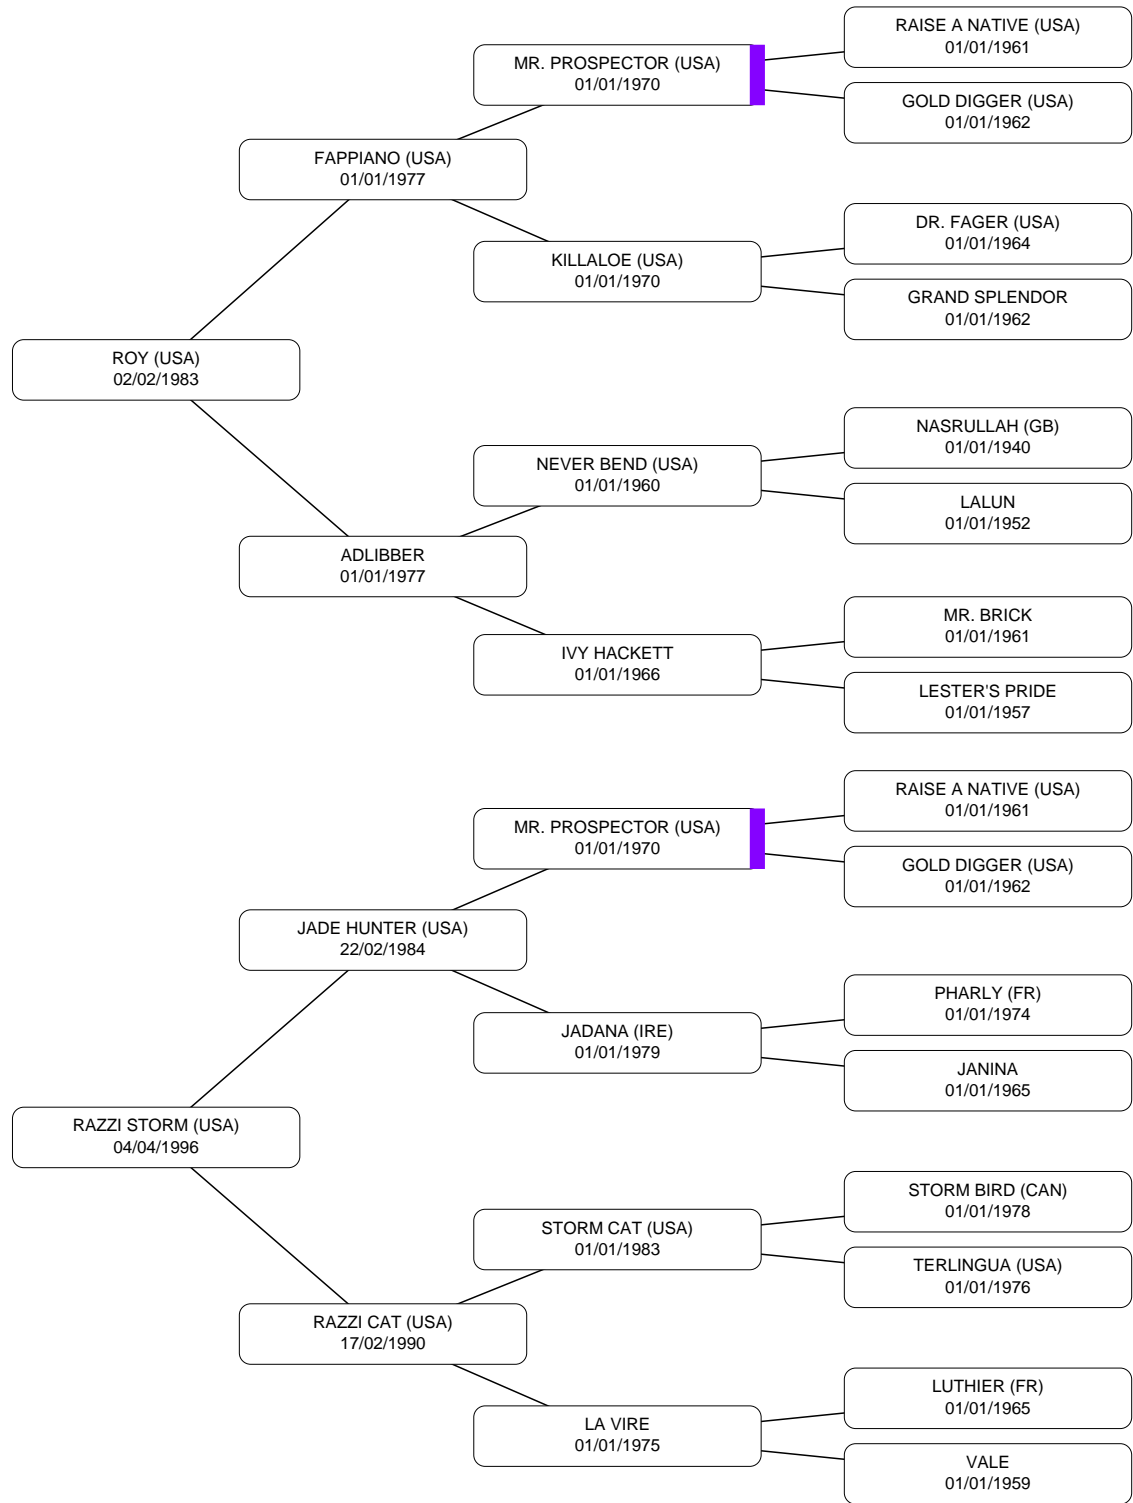 RAISE A NATIVE (USA)
01/01/1961
MR. PROSPECTOR (USA)
01/01/1970
GOLD DIGGER (USA)
01/01/1962
FAPPIANO (USA)
01/01/1977
DR. FAGER (USA)
01/01/1964
KILLALOE (USA)
01/01/1970
GRAND SPLENDOR
01/01/1962
ROY (USA)
02/02/1983
NASRULLAH (GB)
01/01/1940
NEVER BEND (USA)
01/01/1960
LALUN
01/01/1952
ADLIBBER
01/01/1977
MR. BRICK
01/01/1961
IVY HACKETT
01/01/1966
LESTER'S PRIDE
01/01/1957
RAISE A NATIVE (USA)
01/01/1961
MR. PROSPECTOR (USA)
01/01/1970
GOLD DIGGER (USA)
01/01/1962
JADE HUNTER (USA)
22/02/1984
PHARLY (FR)
01/01/1974
JADANA (IRE)
01/01/1979
JANINA
01/01/1965
RAZZI STORM (USA)
04/04/1996
STORM BIRD (CAN)
01/01/1978
STORM CAT (USA)
01/01/1983
TERLINGUA (USA)
01/01/1976
RAZZI CAT (USA)
17/02/1990
LUTHIER (FR)
01/01/1965
LA VIRE
01/01/1975
VALE
01/01/1959